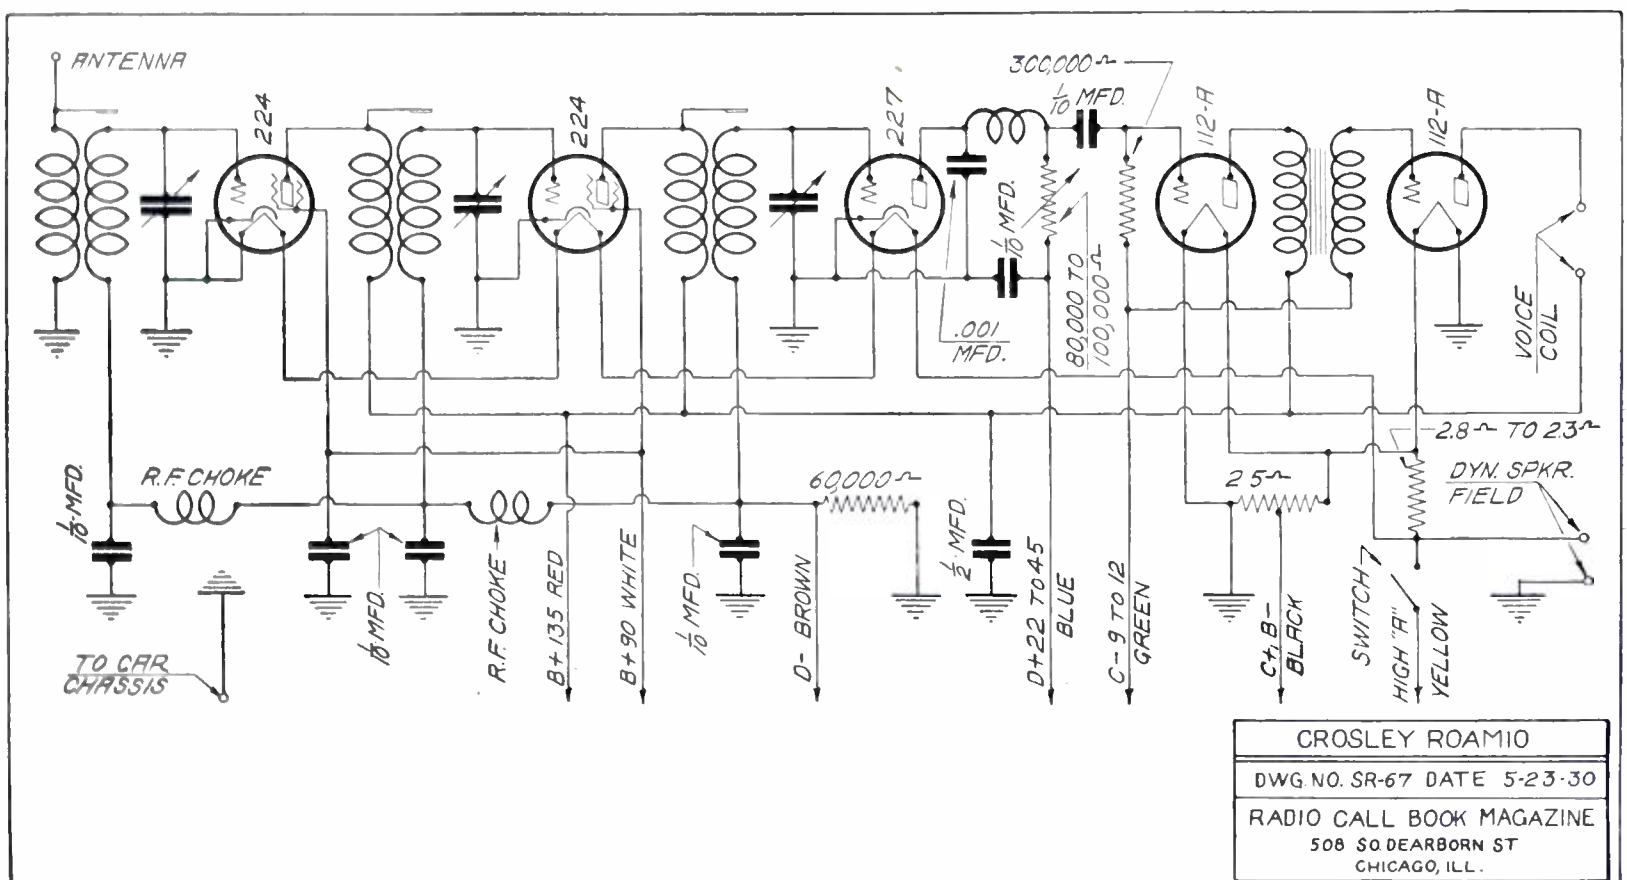 ANTENNA
224
224
227
300,000Ω
1/10 MFD.
112-A
112-A
1/10 MFD.
80,000 TO
100,000Ω
.001
MFD.
VOICE
COIL
2.8Ω TO 2.3Ω
DYN. SPKR.
FIELD
1/10 MFD.
R.F. CHOKE
60,000Ω
25Ω
1/10 MFD.
R.F. CHOKE
B+135 RED
B+90 WHITE
1/10 MFD.
D- BROWN
1/2 MFD.
D+22 TO 45
BLUE
C-9 TO 12
GREEN
C+, B-
BLACK
SWITCH
HIGH "A"
YELLOW
TO CAR
CHASSIS
CROSLEY ROAMIO
DWG. NO. SR-67 DATE 5-23-30
RADIO CALL BOOK MAGAZINE
508 SO. DEARBORN ST
CHICAGO, ILL.